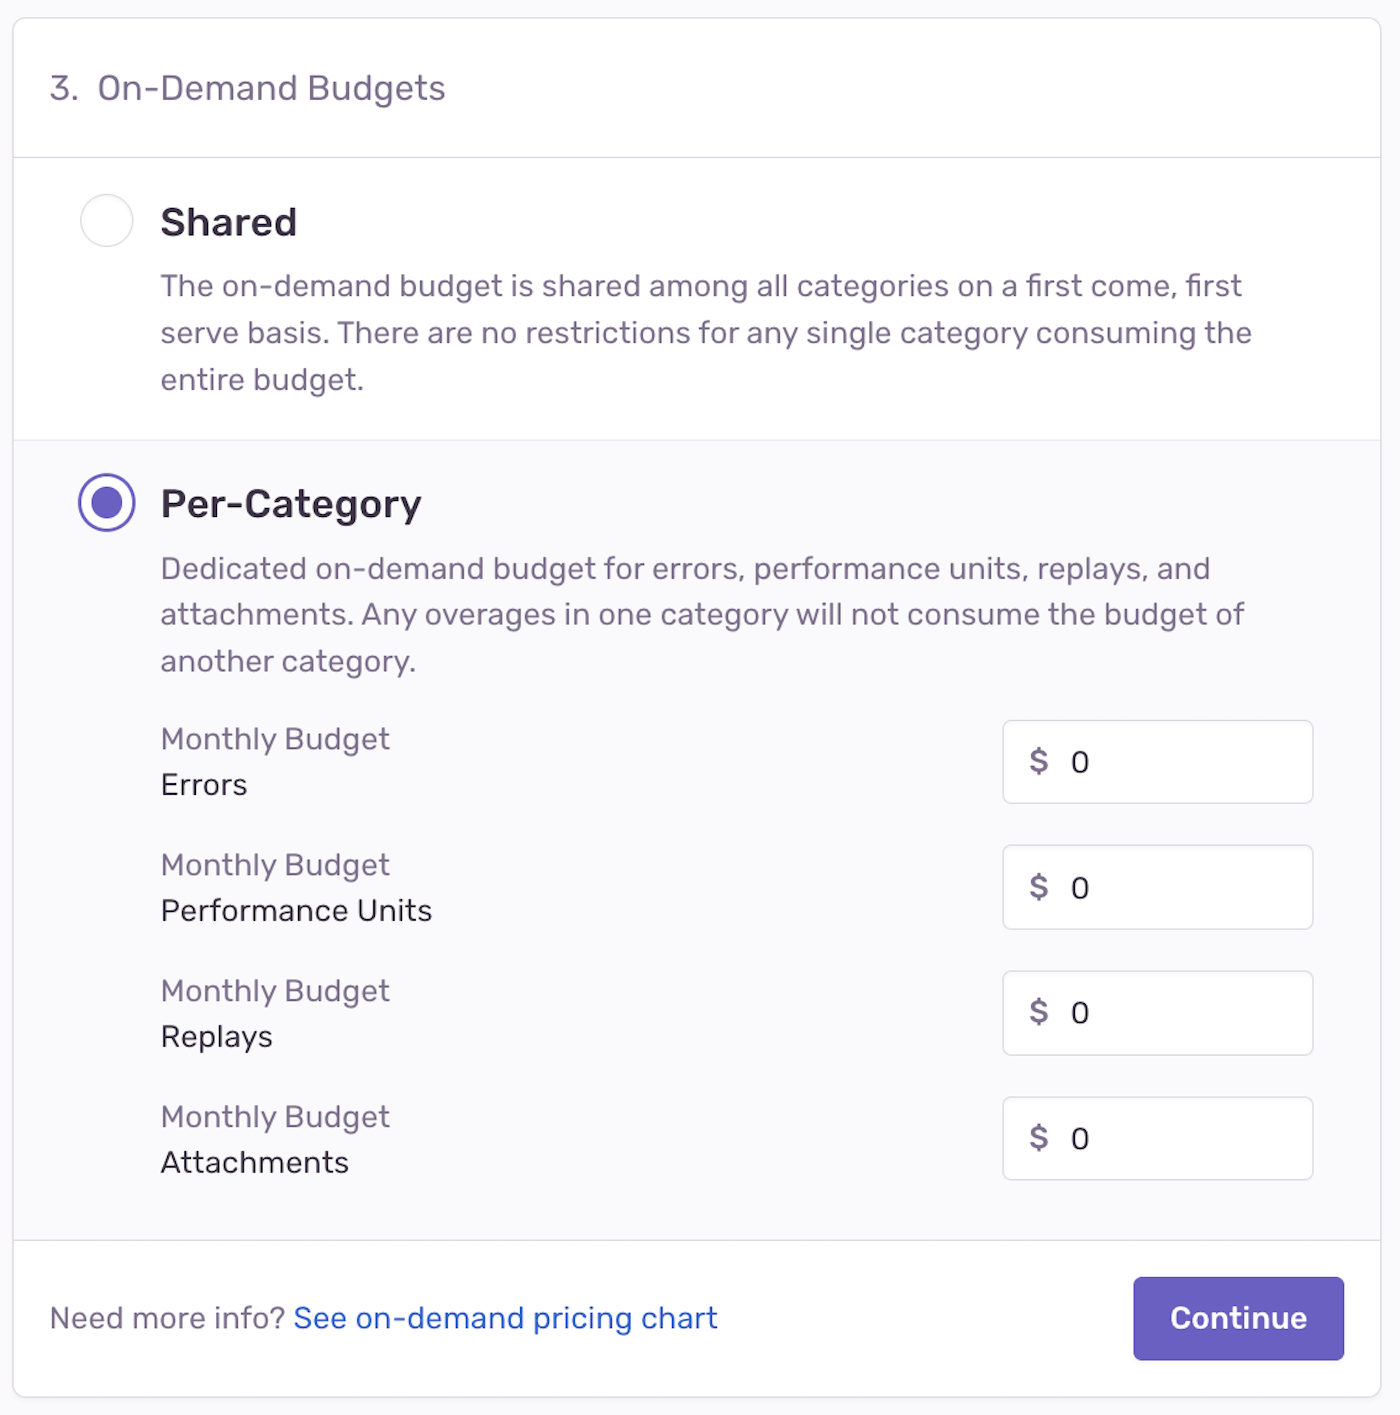 3. On-Demand Budgets
Shared
The on-demand budget is shared among all categories on a first come, first
serve basis. There are no restrictions for any single category consuming the
entire budget.
Per-Category
Dedicated on-demand budget for errors, performance units, replays, and
attachments. Any overages in one category will not consume the budget of
another category.
Monthly Budget
Errors
$ 0
Monthly Budget
Performance Units
$ 0
Monthly Budget
Replays
$ 0
Monthly Budget
Attachments
$ 0
Need more info? See on-demand pricing chart
Continue